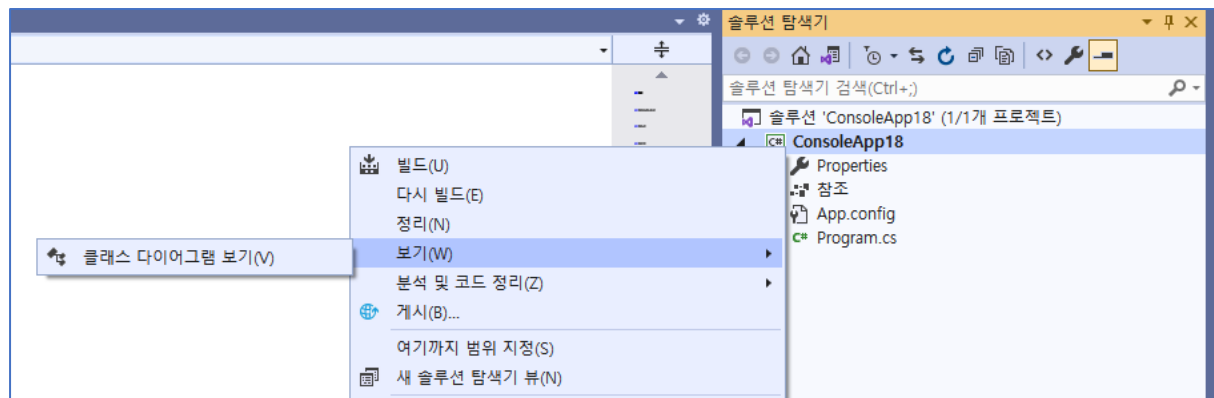 솔루션 탐색기
솔루션 탐색기 검색(Ctrl+;)
솔루션 'ConsoleApp18' (1/1개 프로젝트)
C# ConsoleApp18
Properties
참조
App.config
C# Program.cs
빌드(U)
다시 빌드(E)
정리(N)
보기(W)
클래스 다이어그램 보기(V)
분석 및 코드 정리(Z)
게시(B)...
여기까지 범위 지정(S)
새 솔루션 탐색기 뷰(N)